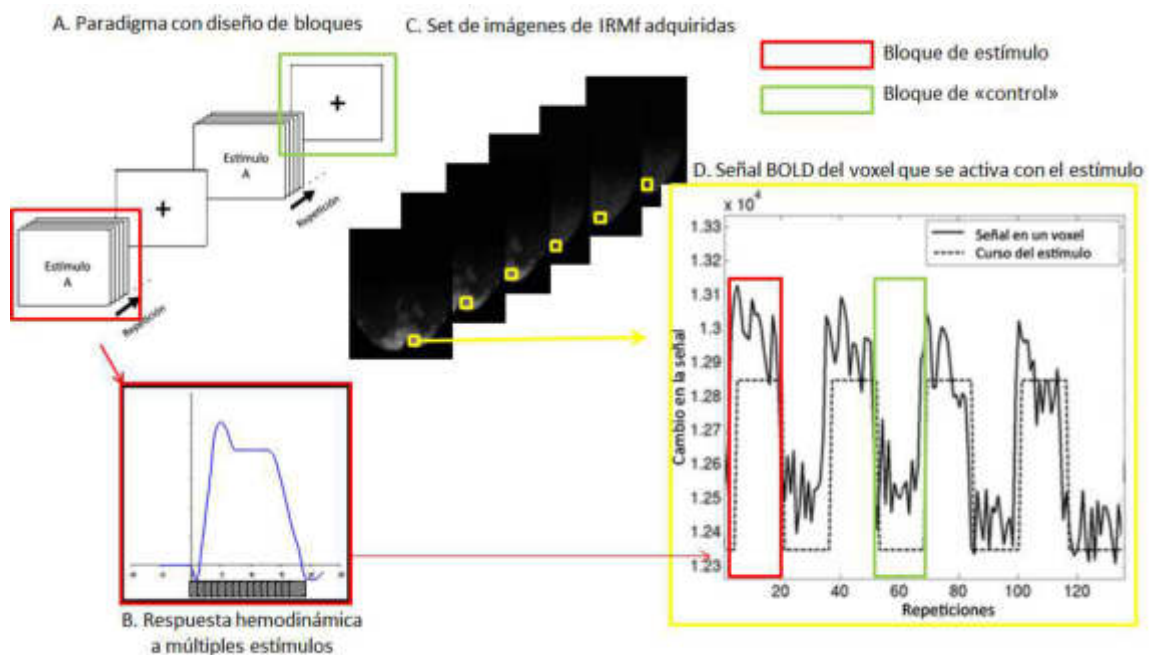 A. Paradigma con diseño de bloques
C. Set de imágenes de IRMf adquiridas
Bloque de estímulo
Bloque de «control»
+
Estímulo
A
Repetición
+
Estímulo
A
Repetición
D. Señal BOLD del voxel que se activa con el estímulo
x 10⁴
Señal en un voxel
Curso del estímulo
1.33
1.32
1.31
1.3
1.29
1.28
1.27
1.26
1.25
1.24
1.23
Cambio en la señal
20
40
60
80
100
120
Repeticiones
B. Respuesta hemodinámica
a múltiples estímulos